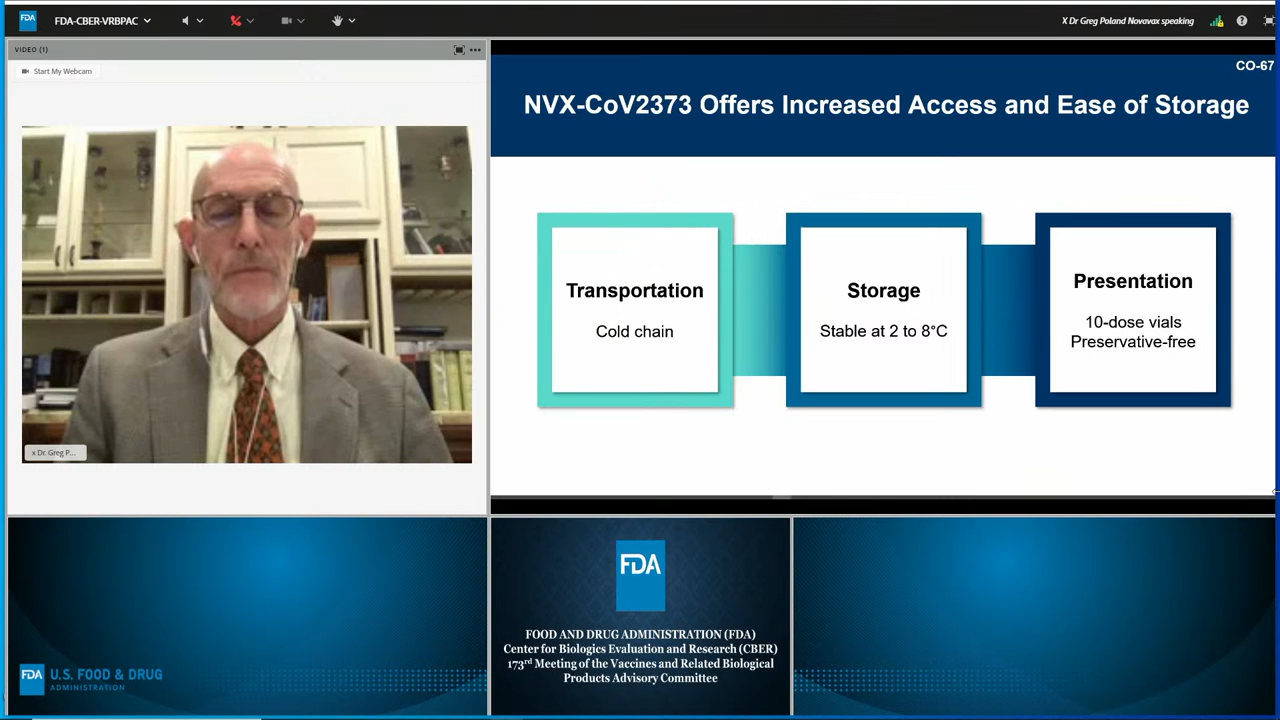 FDA
FDA-CBER-VRBPAC
X Dr Greg Poland Novavax speaking
VIDEO (1)
Start My Webcam
x Dr. Greg P...
CO-67
NVX-CoV2373 Offers Increased Access and Ease of Storage
Transportation
Cold chain
Storage
Stable at 2 to 8°C
Presentation
10-dose vials
Preservative-free
FDA
U.S. FOOD & DRUG
ADMINISTRATION
FDA
FOOD AND DRUG ADMINISTRATION (FDA)
Center for Biologics Evaluation and Research (CBER)
173rd Meeting of the Vaccines and Related Biological
Products Advisory Committee